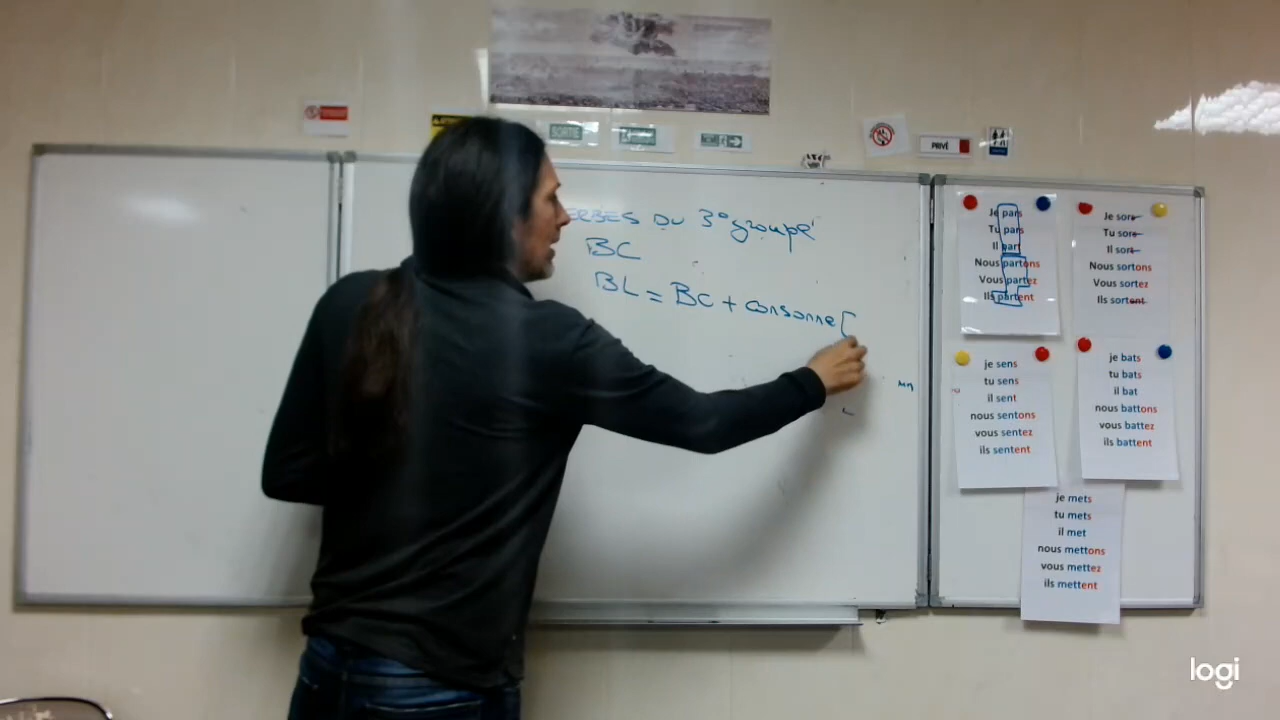 SORTIE
PRIVÉ
ERBES DU 3° groupe
BC
BL = BC + consonne [
Je pars
Tu pars
Il part
Nous partons
Vous partez
Ils partent
Je sors
Tu sors
Il sort
Nous sortons
Vous sortez
Ils sortent
je sens
tu sens
il sent
nous sentons
vous sentez
ils sentent
je bats
tu bats
il bat
nous battons
vous battez
ils battent
je mets
tu mets
il met
nous mettons
vous mettez
ils mettent
logi